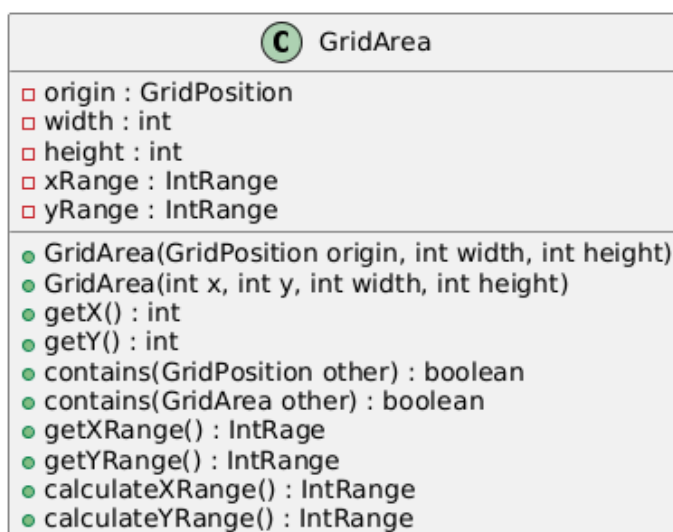 C GridArea
origin : GridPosition
width : int
height : int
xRange : IntRange
yRange : IntRange
GridArea(GridPosition origin, int width, int height)
GridArea(int x, int y, int width, int height)
getX() : int
getY() : int
contains(GridPosition other) : boolean
contains(GridArea other) : boolean
getXRange() : IntRage
getYRange() : IntRange
calculateXRange() : IntRange
calculateYRange() : IntRange